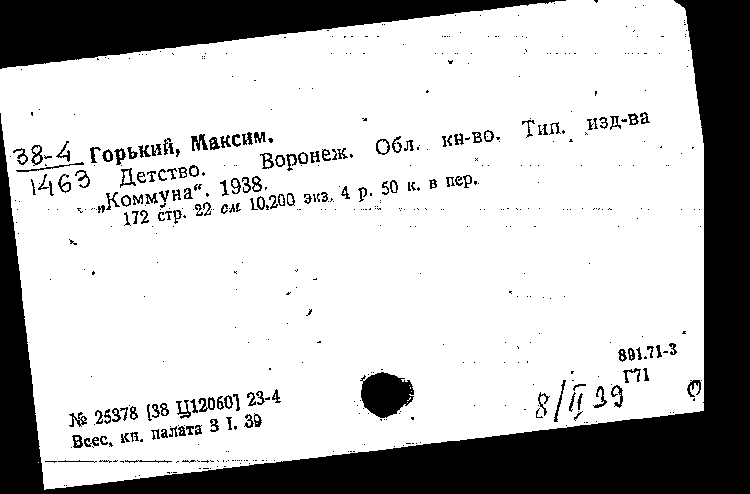 38-4 Горький, Максим.
1463 Детство. Воронеж. Обл. кн-во. Тип. изд-ва
„Коммуна“. 1938.
172 стр. 22 см 10,200 экз. 4 р. 50 к. в пер.
891.71-3
Г71
№ 25378 [38 Ц12060] 23-4
8/II 39
Всес. кн. палата 3 I. 39